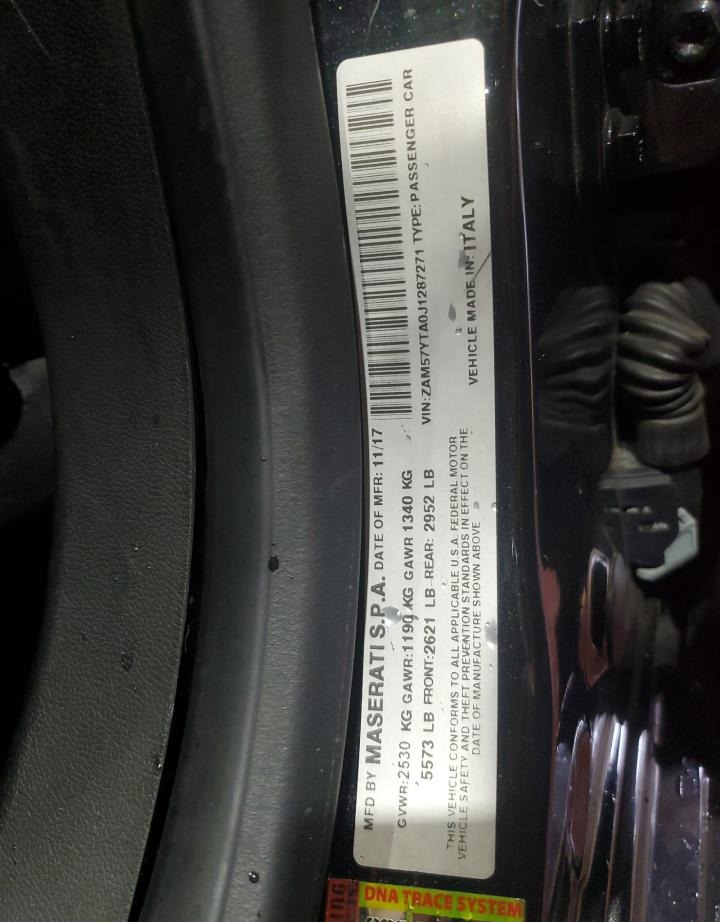 MFD BY MASERATI S.P.A. DATE OF MFR: 11/17
GVWR:2530 KG GAWR:1190 KG GAWR 1340 KG
5573 LB FRONT:2621 LB REAR: 2952 LB
VIN:ZAM57YTA0J1287271 TYPE:PASSENGER CAR
THIS VEHICLE CONFORMS TO ALL APPLICABLE U.S.A. FEDERAL MOTOR
VEHICLE SAFETY AND THEFT PREVENTION STANDARDS IN EFFECT ON THE
DATE OF MANUFACTURE SHOWN ABOVE
VEHICLE MADE IN: ITALY
DNA TRACE SYSTEM